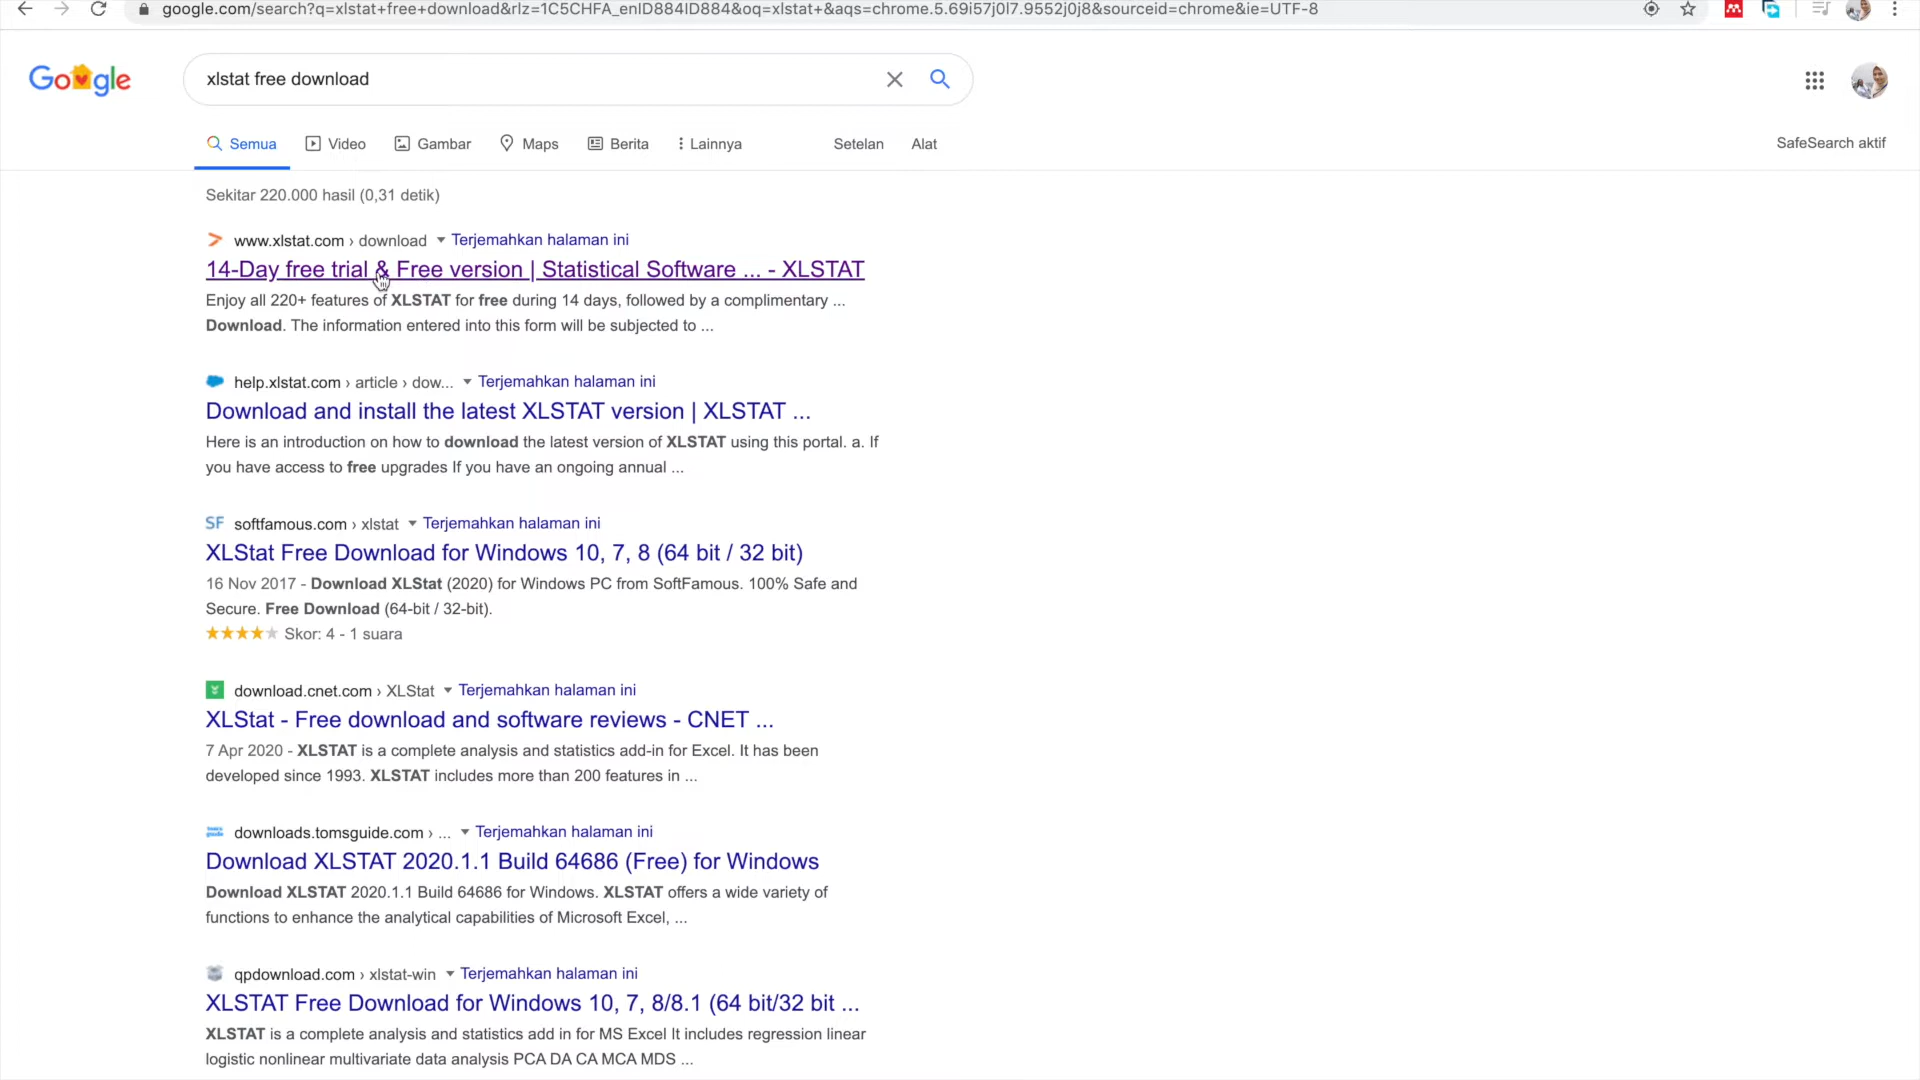 google.com/search?q=xlstat+free+download&rlz=1C5CHFA_enID884ID884&oq=xlstat+&aqs=chrome.5.69i57j0l7.9552j0j8&sourceid=chrome&ie=UTF-8
Google
xlstat free download
Semua Video Gambar Maps Berita Lainnya Setelan Alat SafeSearch aktif
Sekitar 220.000 hasil (0,31 detik)
www.xlstat.com › download Terjemahkan halaman ini
14-Day free trial & Free version | Statistical Software ... - XLSTAT
Enjoy all 220+ features of XLSTAT for free during 14 days, followed by a complimentary ...
Download. The information entered into this form will be subjected to ...
help.xlstat.com › article › dow... Terjemahkan halaman ini
Download and install the latest XLSTAT version | XLSTAT ...
Here is an introduction on how to download the latest version of XLSTAT using this portal. a. If
you have access to free upgrades If you have an ongoing annual ...
SF softfamous.com › xlstat Terjemahkan halaman ini
XLStat Free Download for Windows 10, 7, 8 (64 bit / 32 bit)
16 Nov 2017 - Download XLStat (2020) for Windows PC from SoftFamous. 100% Safe and
Secure. Free Download (64-bit / 32-bit).
Skor: 4 - 1 suara
download.cnet.com › XLStat Terjemahkan halaman ini
XLStat - Free download and software reviews - CNET ...
7 Apr 2020 - XLSTAT is a complete analysis and statistics add-in for Excel. It has been
developed since 1993. XLSTAT includes more than 200 features in ...
downloads.tomsguide.com › ... Terjemahkan halaman ini
Download XLSTAT 2020.1.1 Build 64686 (Free) for Windows
Download XLSTAT 2020.1.1 Build 64686 for Windows. XLSTAT offers a wide variety of
functions to enhance the analytical capabilities of Microsoft Excel, ...
qpdownload.com › xlstat-win Terjemahkan halaman ini
XLSTAT Free Download for Windows 10, 7, 8/8.1 (64 bit/32 bit ...
XLSTAT is a complete analysis and statistics add in for MS Excel It includes regression linear
logistic nonlinear multivariate data analysis PCA DA CA MCA MDS ...